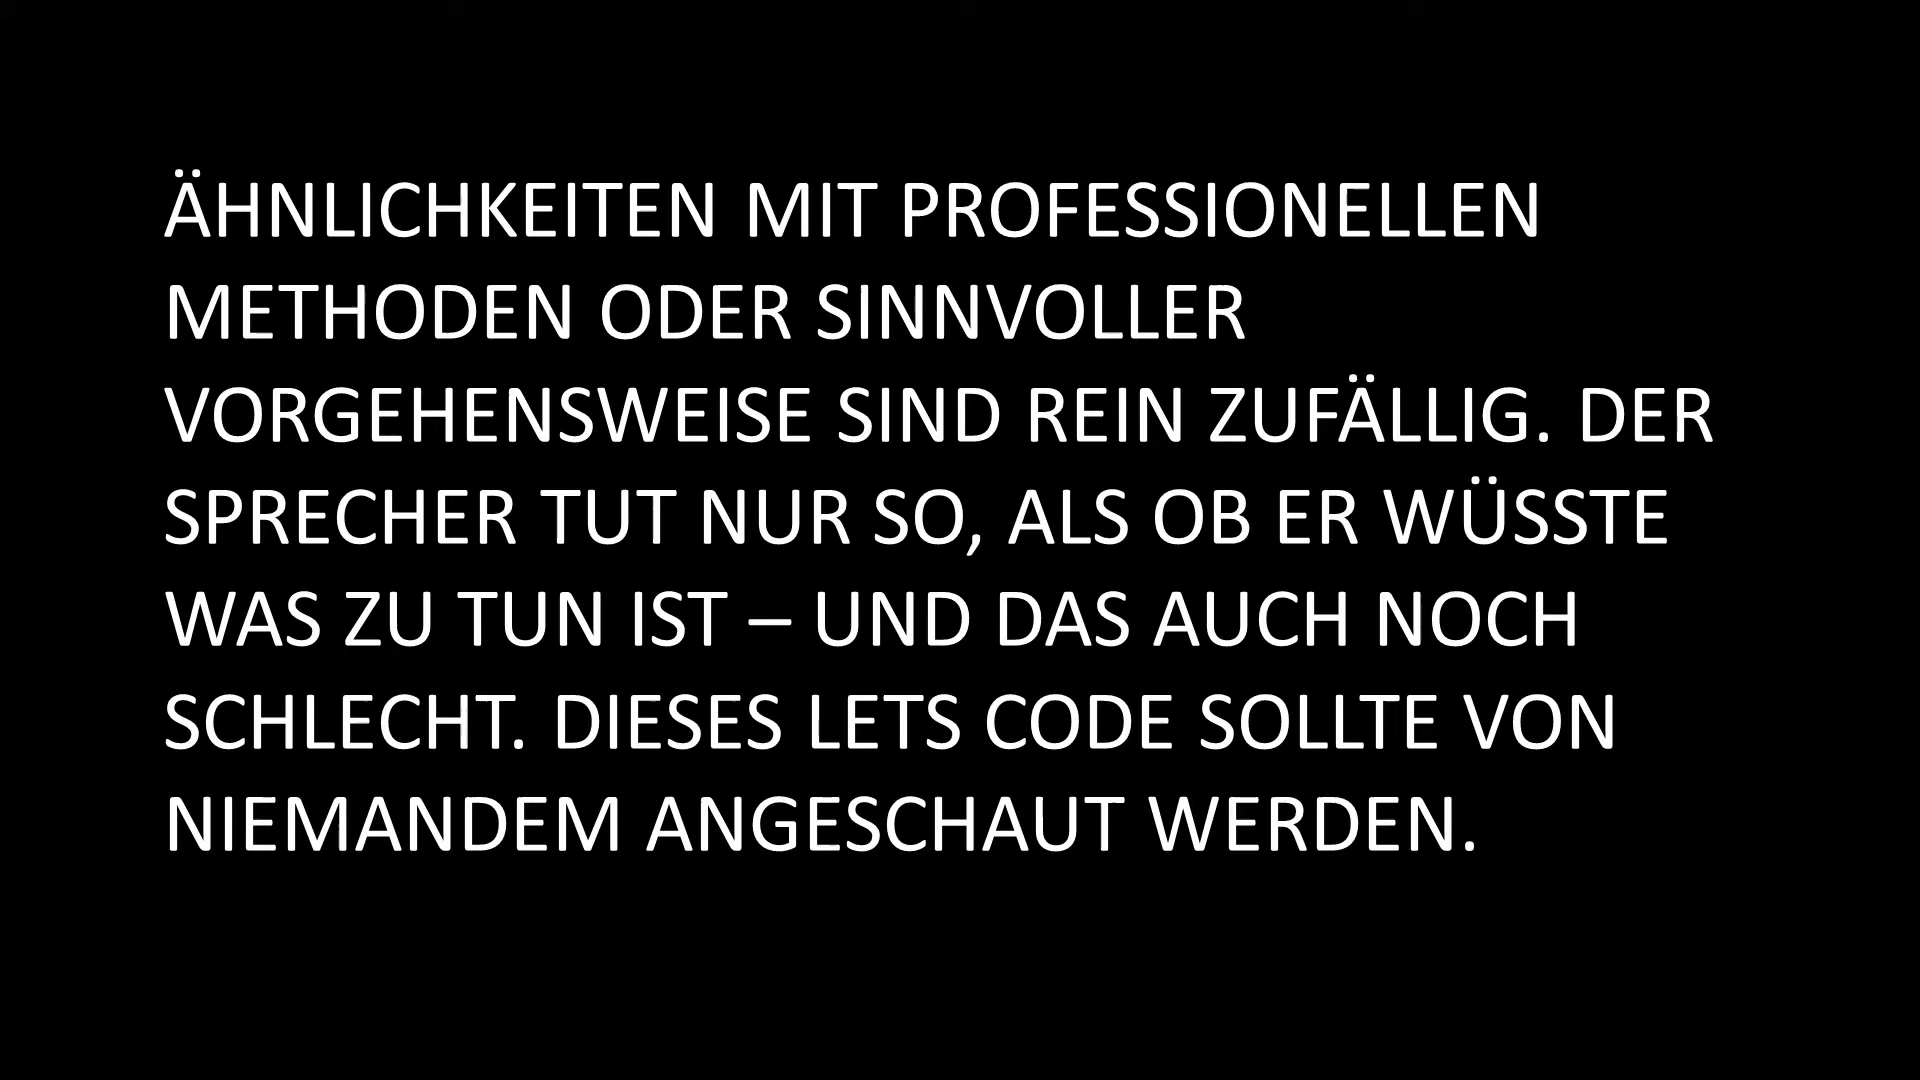 ÄHNLICHKEITEN MIT PROFESSIONELLEN
METHODEN ODER SINNVOLLER
VORGEHENSWEISE SIND REIN ZUFÄLLIG. DER
SPRECHER TUT NUR SO, ALS OB ER WÜSSTE
WAS ZU TUN IST – UND DAS AUCH NOCH
SCHLECHT. DIESES LETS CODE SOLLTE VON
NIEMANDEM ANGESCHAUT WERDEN.